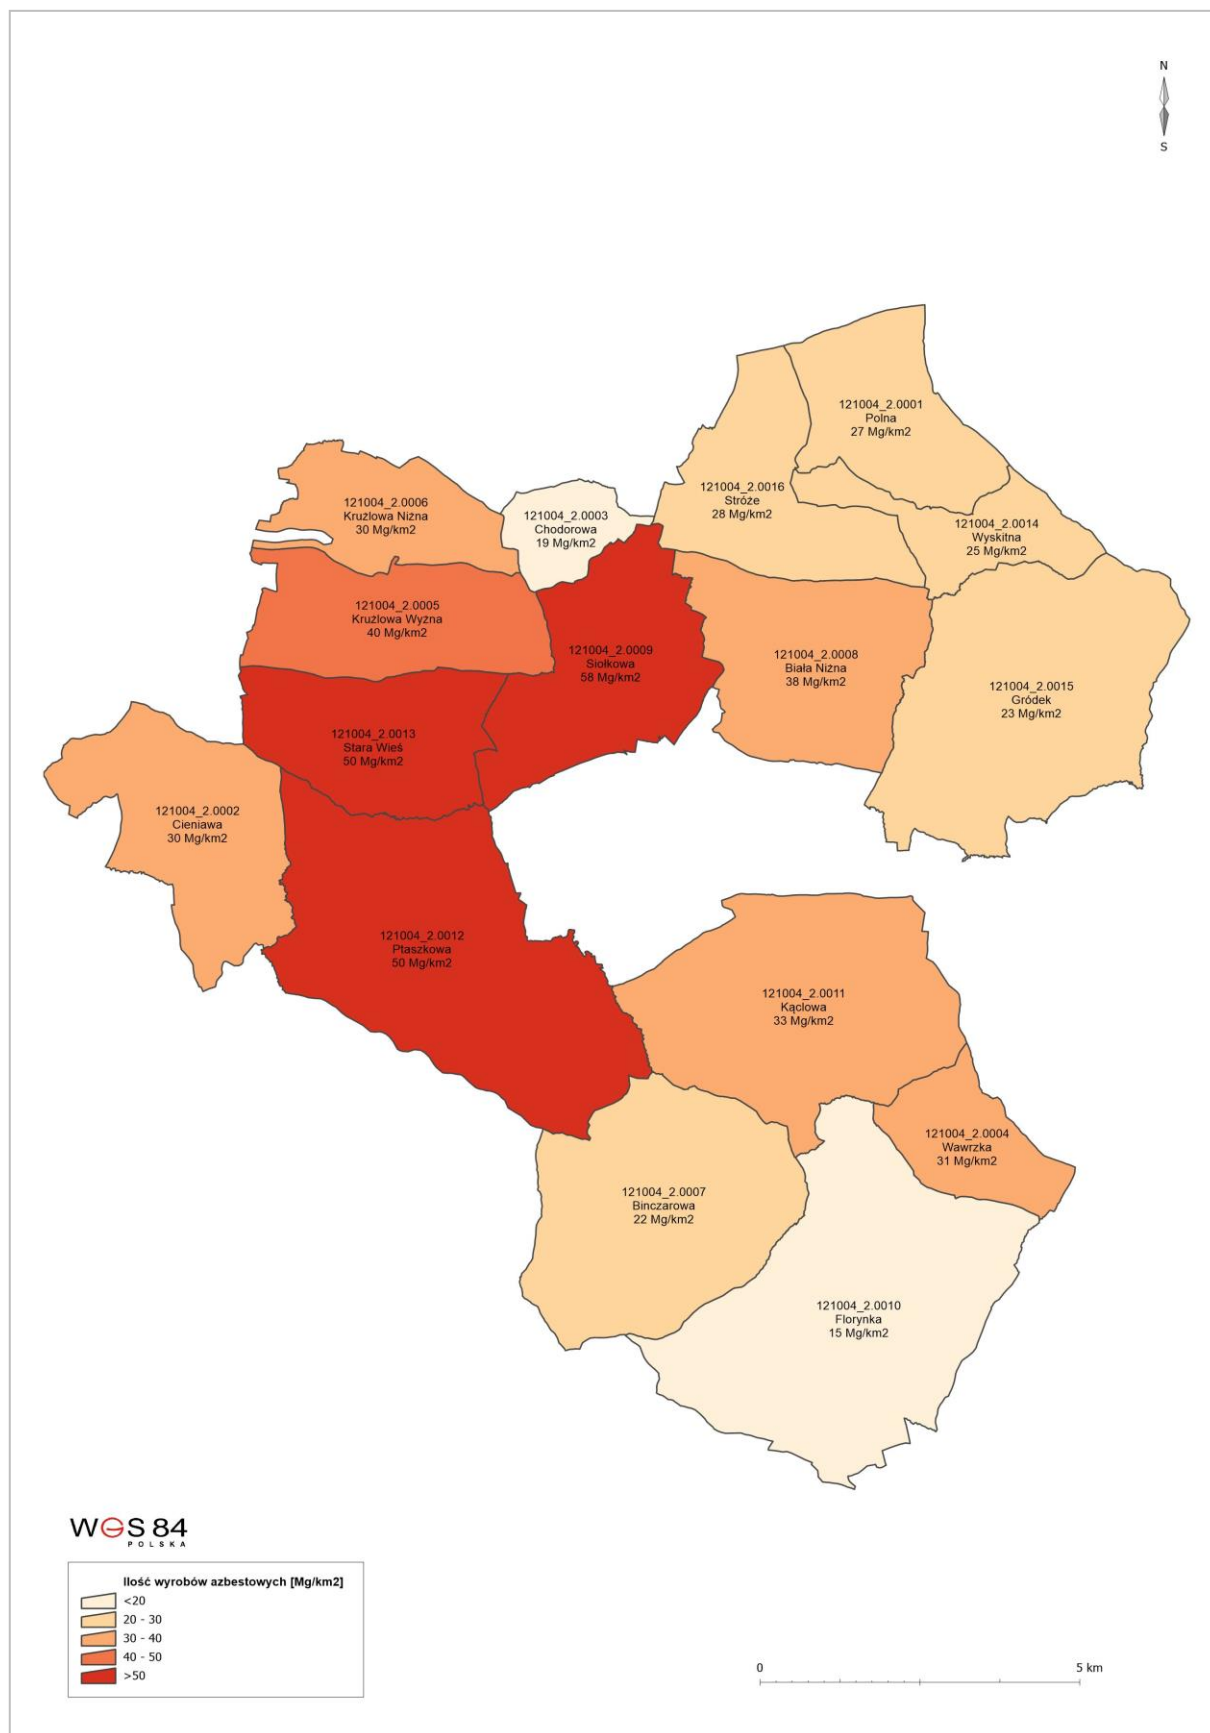 N
S
121004_2.0001
Polna
27 Mg/km2
121004_2.0016
Stróże
28 Mg/km2
121004_2.0006
Krużlowa Niżna
30 Mg/km2
121004_2.0003
Chodorowa
19 Mg/km2
121004_2.0014
Wyskitna
25 Mg/km2
121004_2.0005
Krużlowa Wyżna
40 Mg/km2
121004_2.0009
Siołkowa
58 Mg/km2
121004_2.0008
Biała Niżna
38 Mg/km2
121004_2.0015
Gródek
23 Mg/km2
121004_2.0013
Stara Wieś
50 Mg/km2
121004_2.0002
Cieniawa
30 Mg/km2
121004_2.0012
Ptaszkowa
50 Mg/km2
121004_2.0011
Kąclowa
33 Mg/km2
121004_2.0004
Wawrzka
31 Mg/km2
121004_2.0007
Binczarowa
22 Mg/km2
121004_2.0010
Florynka
15 Mg/km2
WGS 84
POLSKA
Ilość wyrobów azbestowych [Mg/km2]
<20
20 - 30
30 - 40
40 - 50
>50
0 5 km